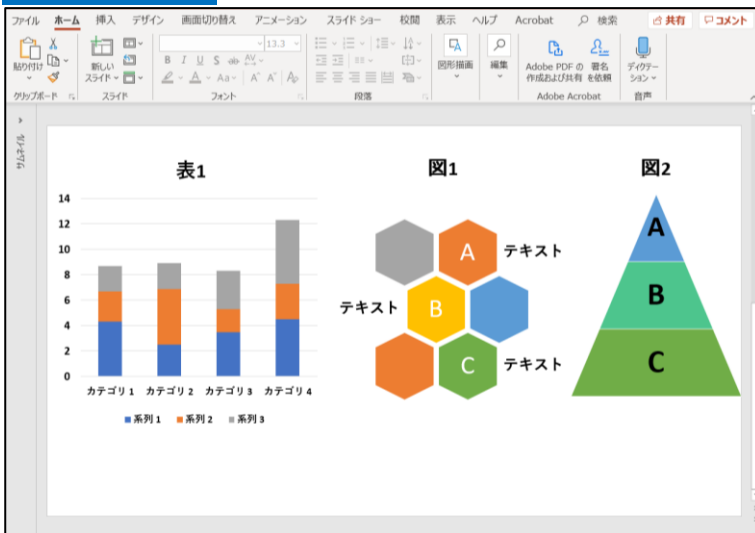 ファイル ホーム 挿入 デザイン 画面切り替え アニメーション スライド ショー 校閲 表示 ヘルプ Acrobat 検索 共有 コメント
13.3
B I U S ab AV
A Aa A A A
貼り付け 新しい スライド 図形描画 編集 Adobe PDF の 作成および共有 署名 を依頼 ディクテー ション
クリップボード スライド フォント 段落 Adobe Acrobat 音声
サムネイル
表1
14
12
10
8
6
4
2
0
カテゴリ 1 カテゴリ 2 カテゴリ 3 カテゴリ 4
系列 1 系列 2 系列 3
図1
A テキスト
テキスト B
C テキスト
図2
A
B
C